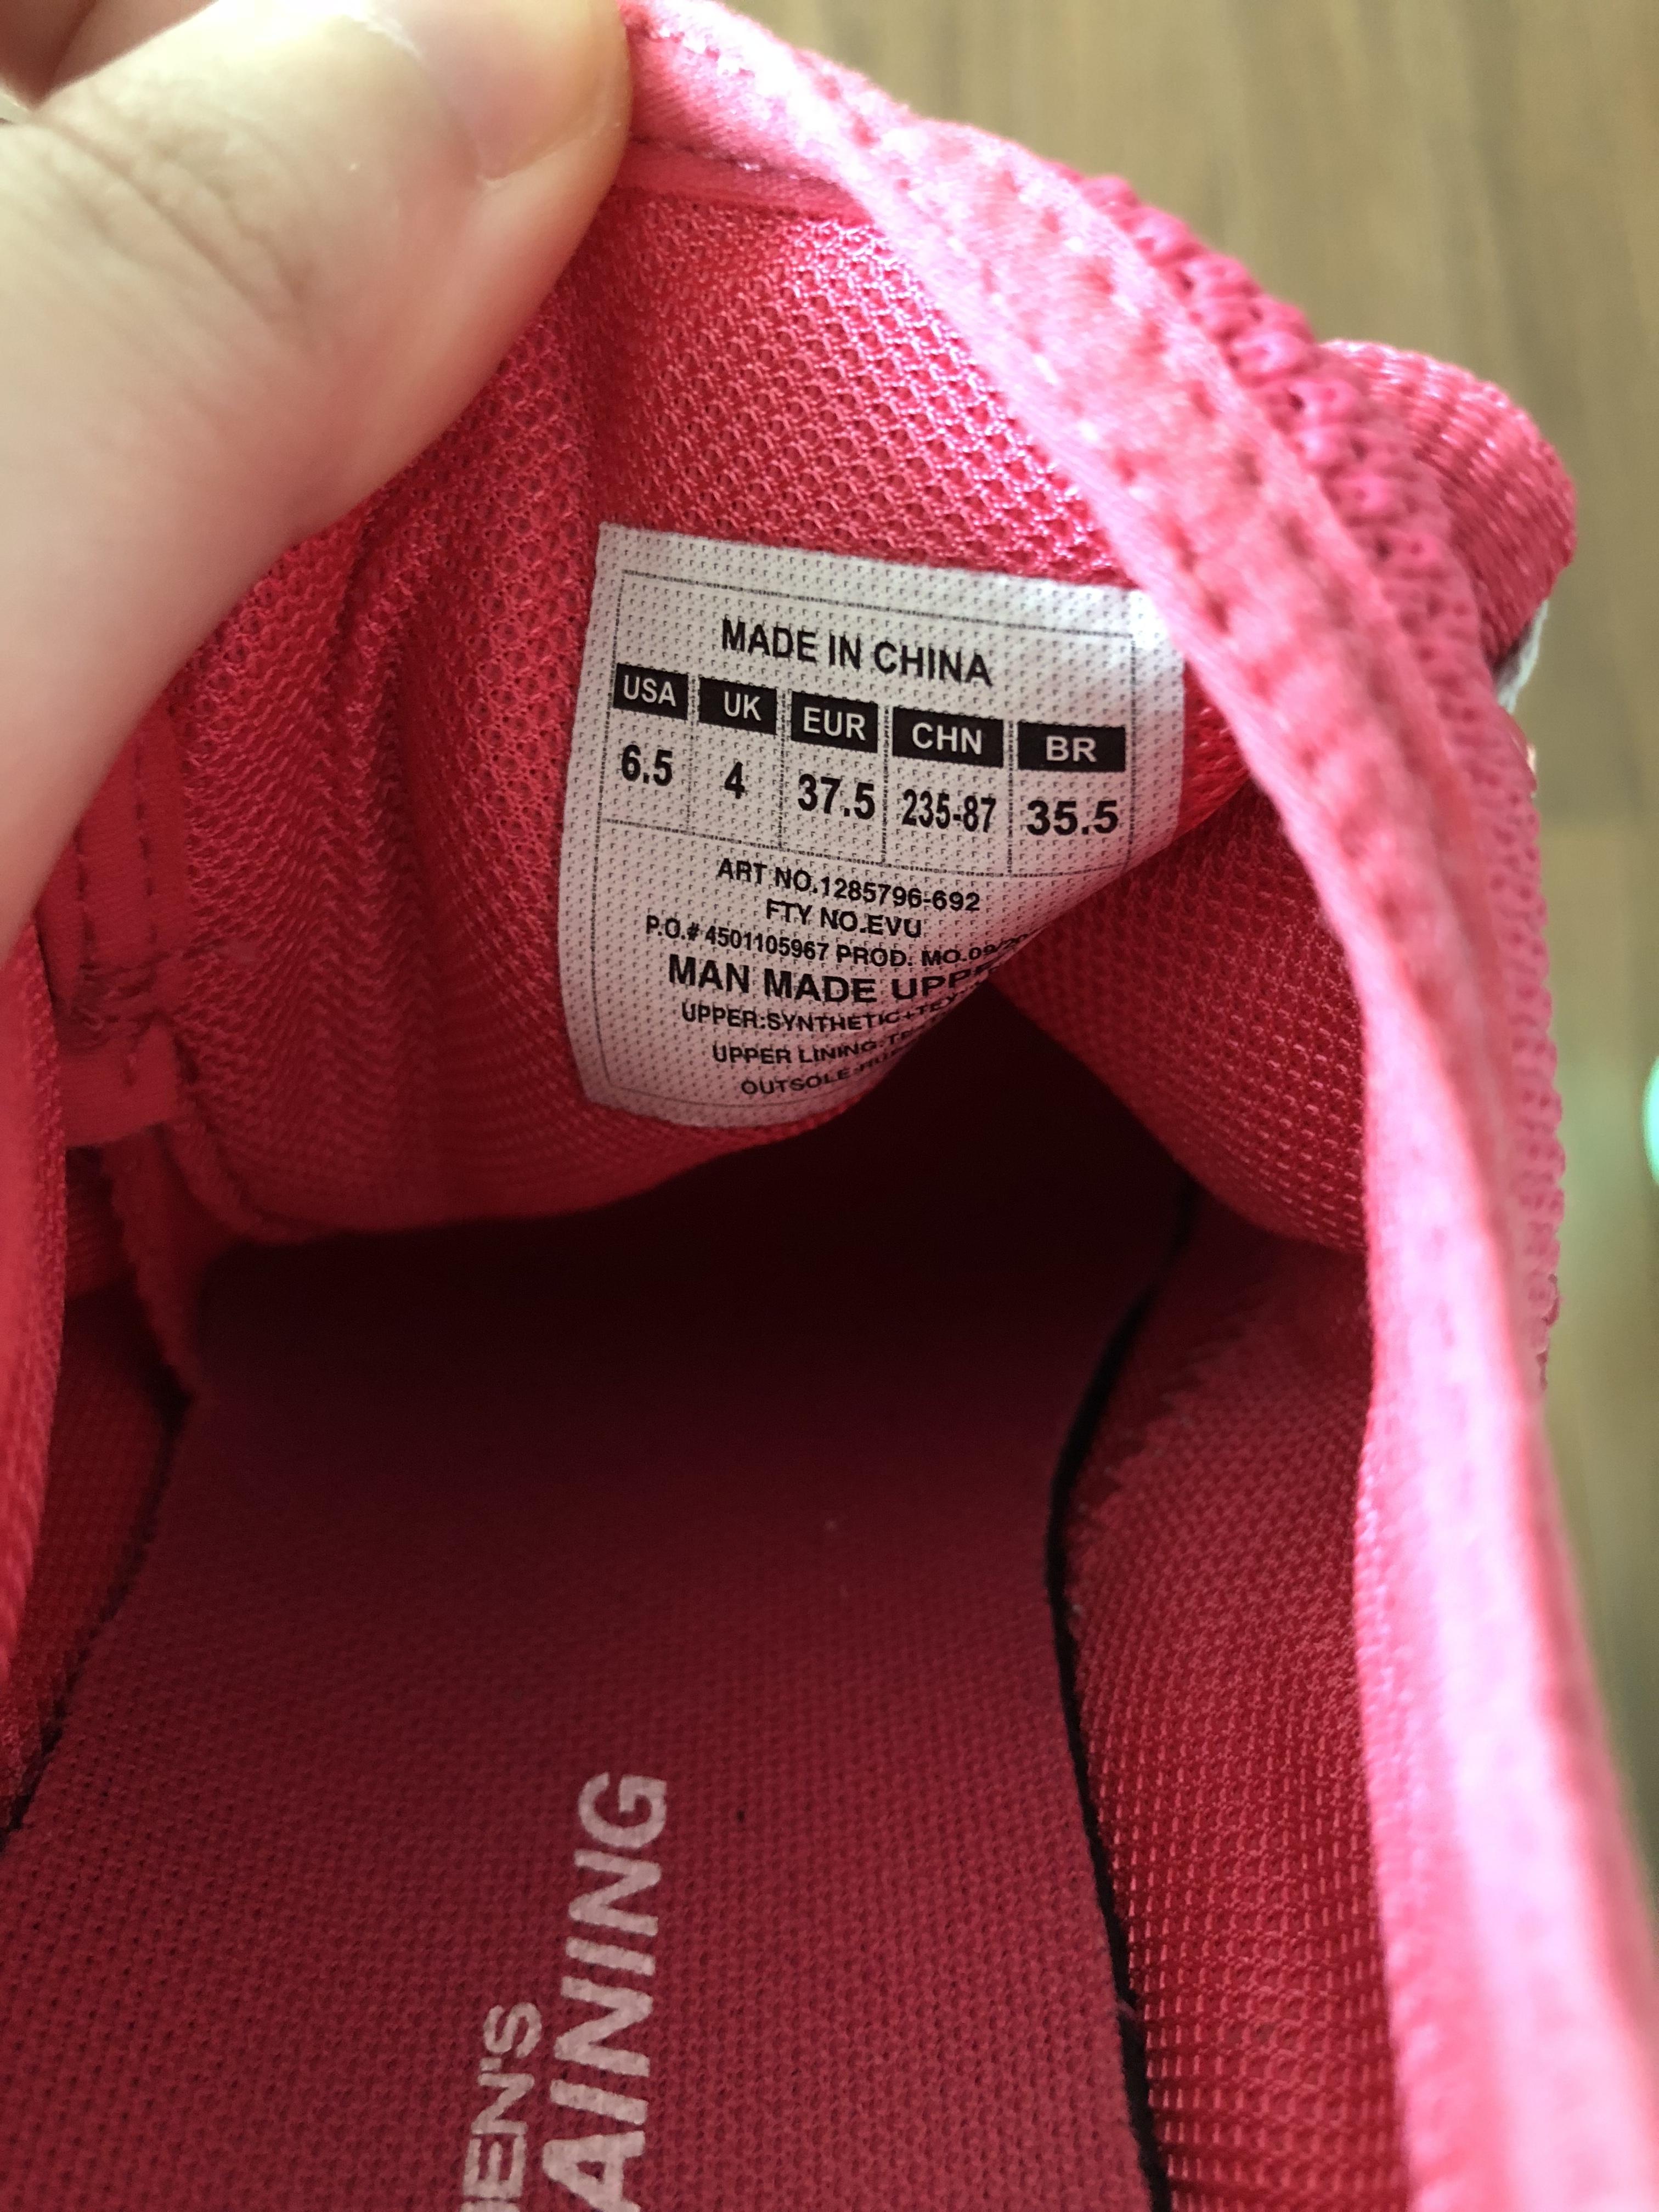 MADE IN CHINA
USA UK EUR CHN BR
6.5 4 37.5 235-87 35.5
ART NO.1285796-692
FTY NO.EVU
P.O.# 4501105967 PROD. MO.09/
MAN MADE
UPPER:SYNTHETIC+
UPPER LINING:
OUTSOLE:
EN'S
AINING